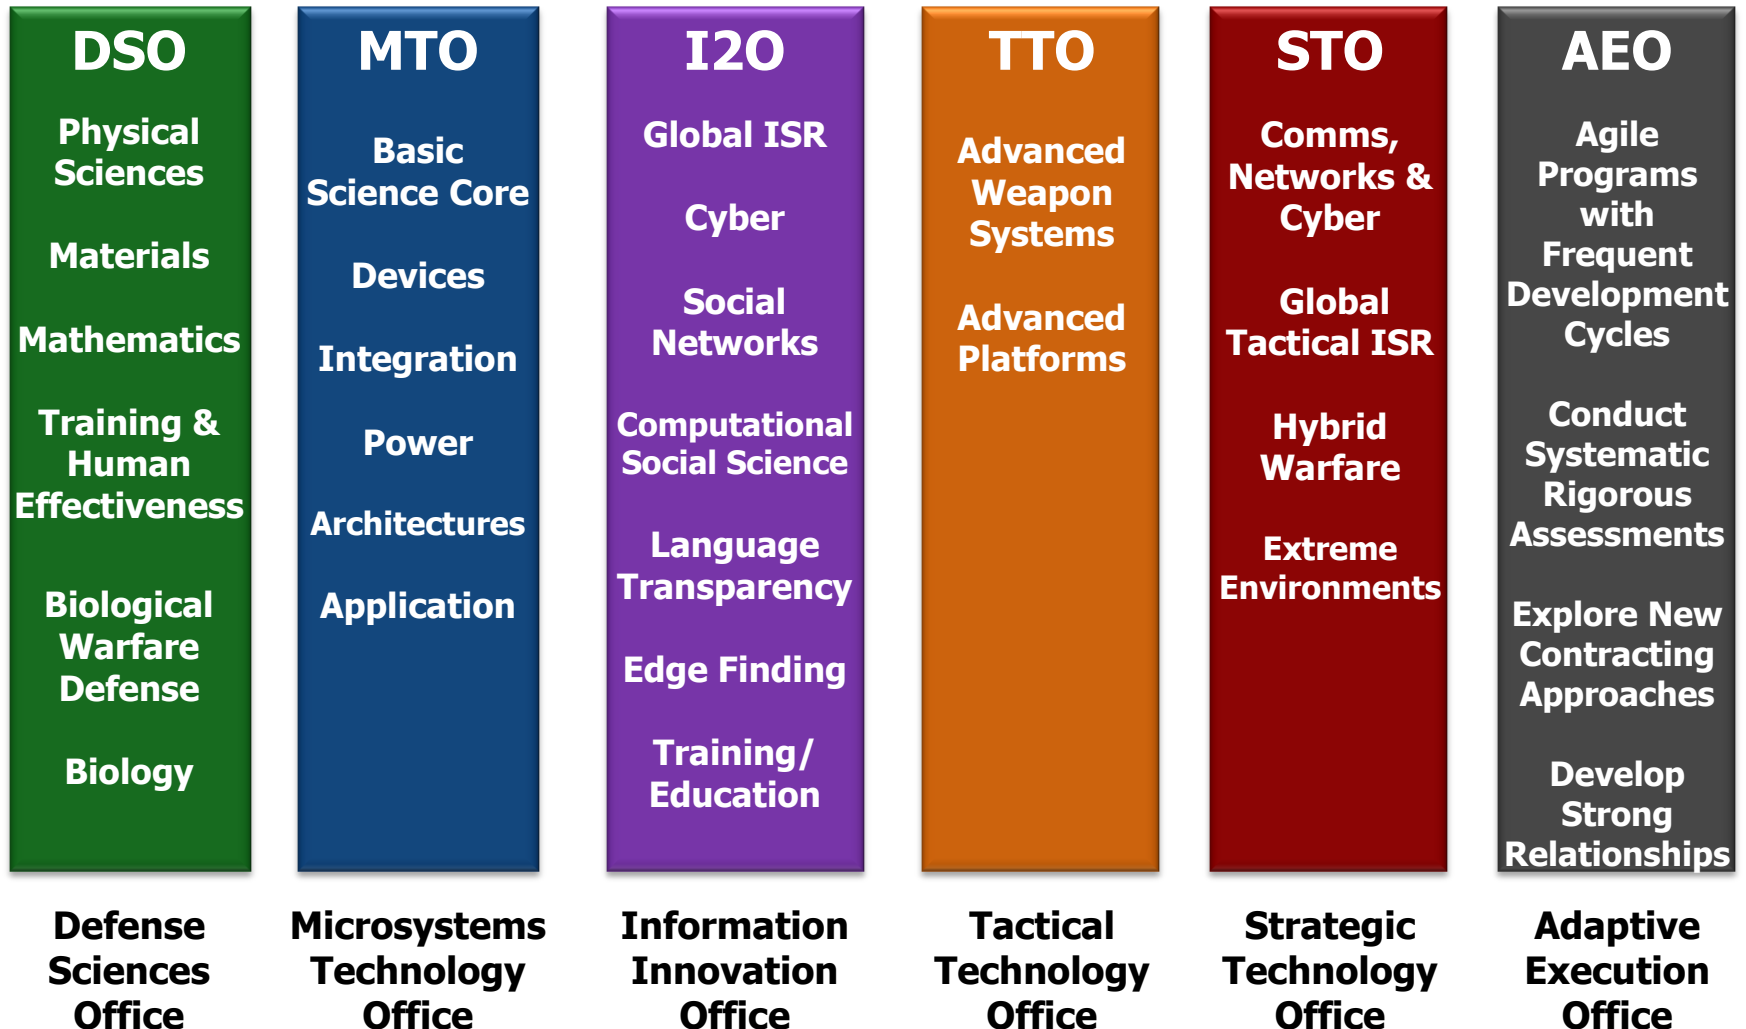 DSO
Physical
Sciences
Materials
Mathematics
Training &
Human
Effectiveness
Biological
Warfare
Defense
Biology
Defense
Sciences
Office
MTO
Basic
Science Core
Devices
Integration
Power
Architectures
Application
Microsystems
Technology
Office
I2O
Global ISR
Cyber
Social
Networks
Computational
Social Science
Language
Transparency
Edge Finding
Training/
Education
Information
Innovation
Office
TTO
Advanced
Weapon
Systems
Advanced
Platforms
Tactical
Technology
Office
STO
Comms,
Networks &
Cyber
Global
Tactical ISR
Hybrid
Warfare
Extreme
Environments
Strategic
Technology
Office
AEO
Agile
Programs
with
Frequent
Development
Cycles
Conduct
Systematic
Rigorous
Assessments
Explore New
Contracting
Approaches
Develop
Strong
Relationships
Adaptive
Execution
Office